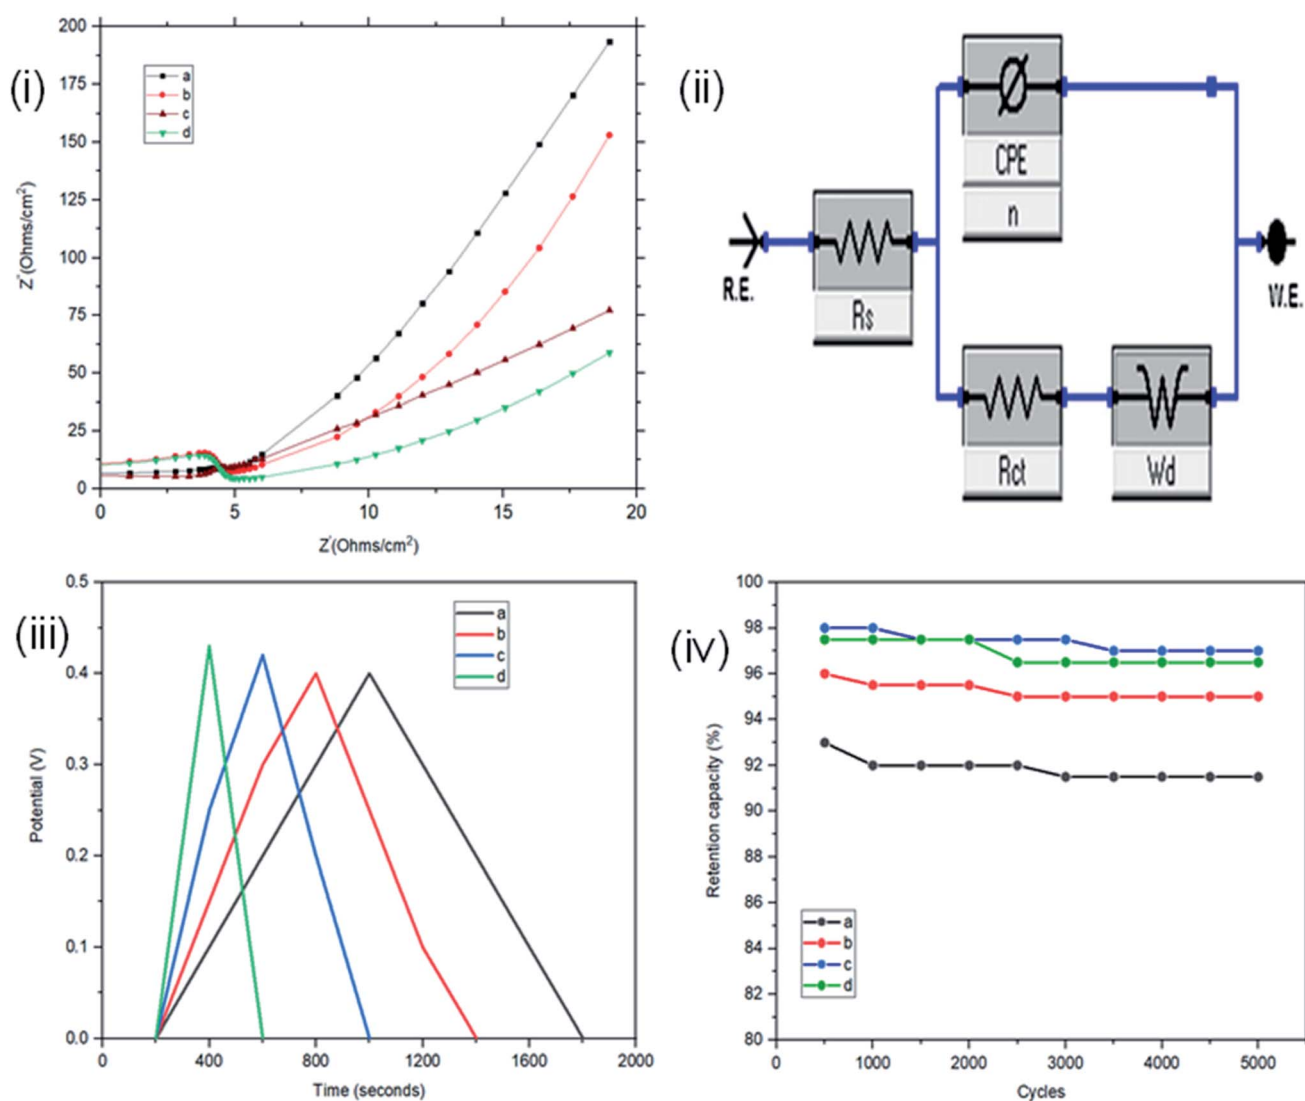 (i)
200
175
150
125
100
75
50
25
0
Z"(Ohms/cm²)
a
b
c
d
0 5 10 15 20
Z'(Ohms/cm²)
(ii)
CPE
n
R.E.
Rs
W.E.
Rct
Wd
(iii)
0.5
0.4
0.3
0.2
0.1
0.0
Potential (V)
a
b
c
d
0 400 800 1200 1600 2000
Time (seconds)
(iv)
100
98
96
94
92
90
88
86
84
82
80
Retention capacity (%)
a
b
c
d
1000 2000 3000 4000 5000
Cycles